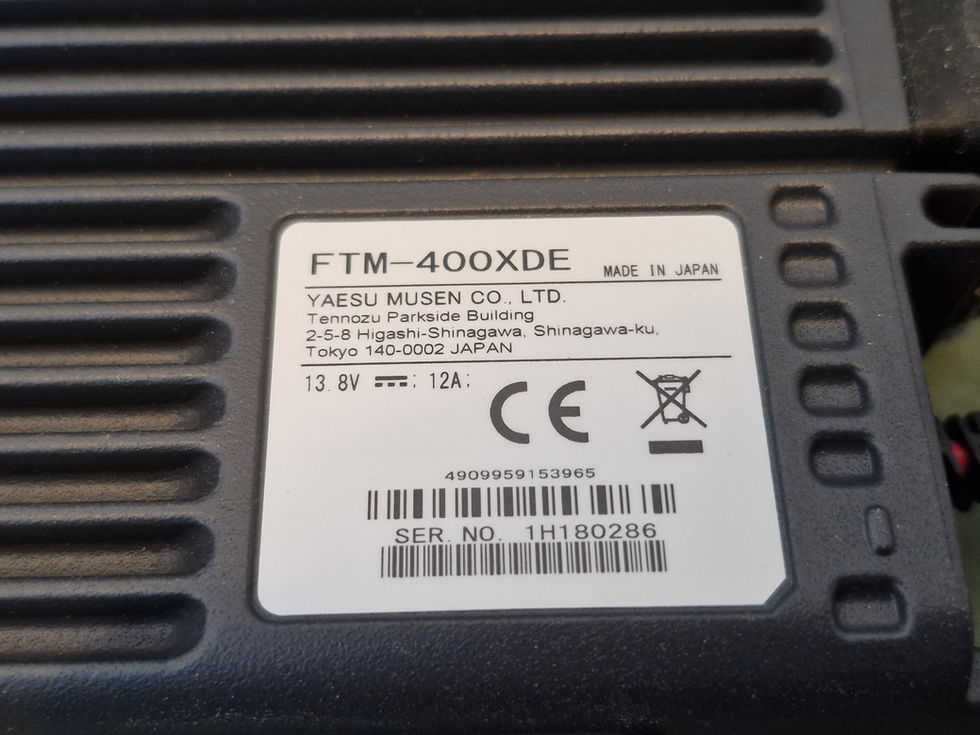 FTM-400XDE MADE IN JAPAN
YAESU MUSEN CO., LTD.
Tennozu Parkside Building
2-5-8 Higashi-Shinagawa, Shinagawa-ku,
Tokyo 140-0002 JAPAN
13.8V ⎓; 12A;
CE
4909959153965
SER. NO. 1H180286